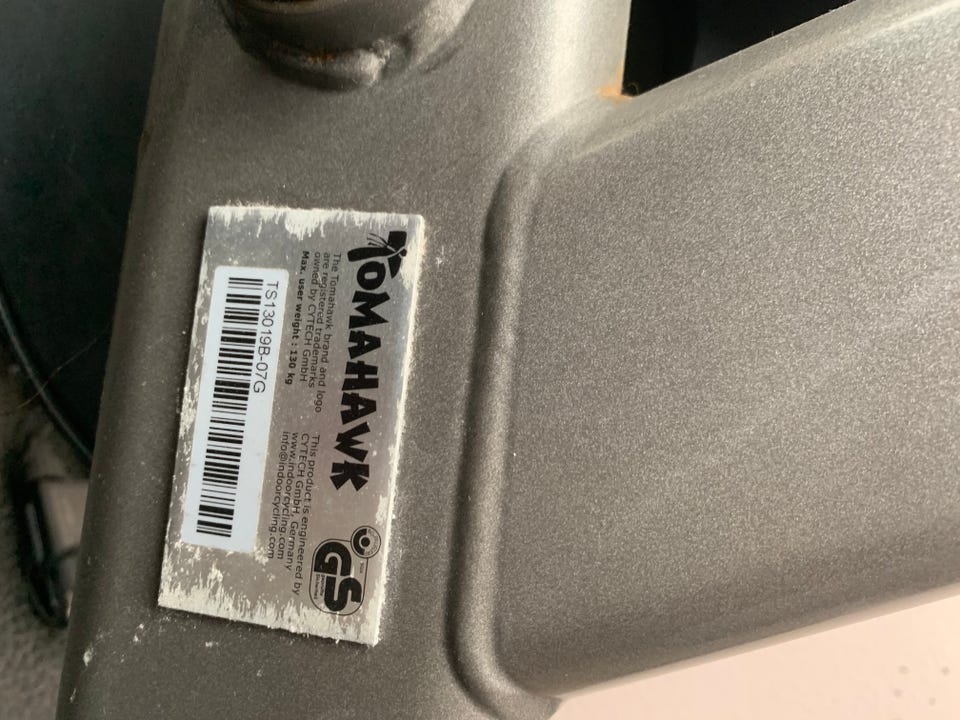 TOMAHAWK
The Tomahawk brand and logo
are registered trademarks
owned by CYTECH GmbH
Max. user weight : 130 kg
This product is engineered by
CYTECH GmbH, Germany
www.indoorcycling.com
info@indoorcycling.com
GS
TS13019B-07G